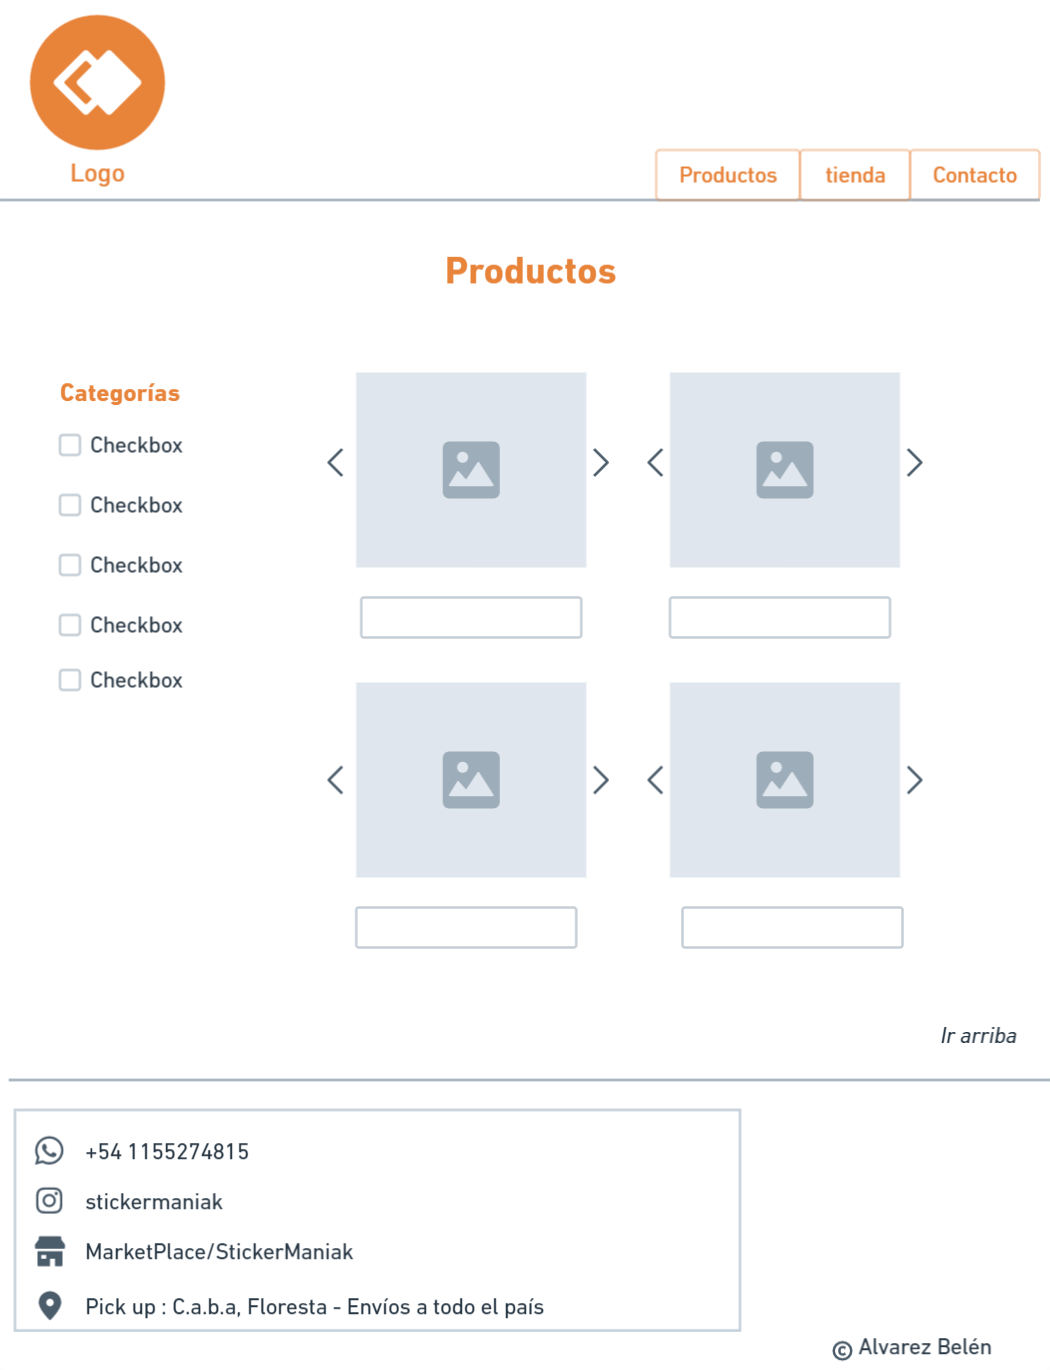 Logo
Productos
tienda
Contacto
Productos
Categorías
Checkbox
Checkbox
Checkbox
Checkbox
Checkbox
Ir arriba
+54 1155274815
stickermaniak
MarketPlace/StickerManiak
Pick up : C.a.b.a, Floresta - Envíos a todo el país
© Alvarez Belén